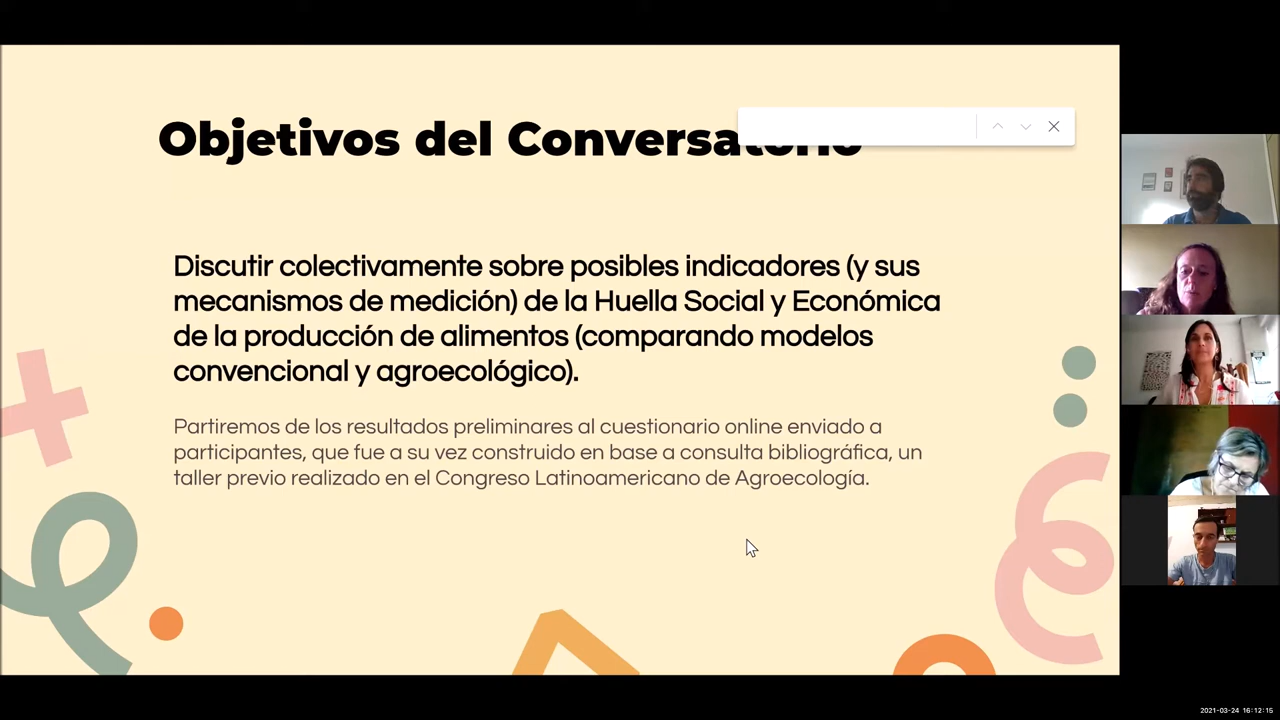 Objetivos del Conversatorio
Discutir colectivamente sobre posibles indicadores (y sus
mecanismos de medición) de la Huella Social y Económica
de la producción de alimentos (comparando modelos
convencional y agroecológico).
Partiremos de los resultados preliminares al cuestionario online enviado a
participantes, que fue a su vez construido en base a consulta bibliográfica, un
taller previo realizado en el Congreso Latinoamericano de Agroecología.
2021-03-24 16:12:15